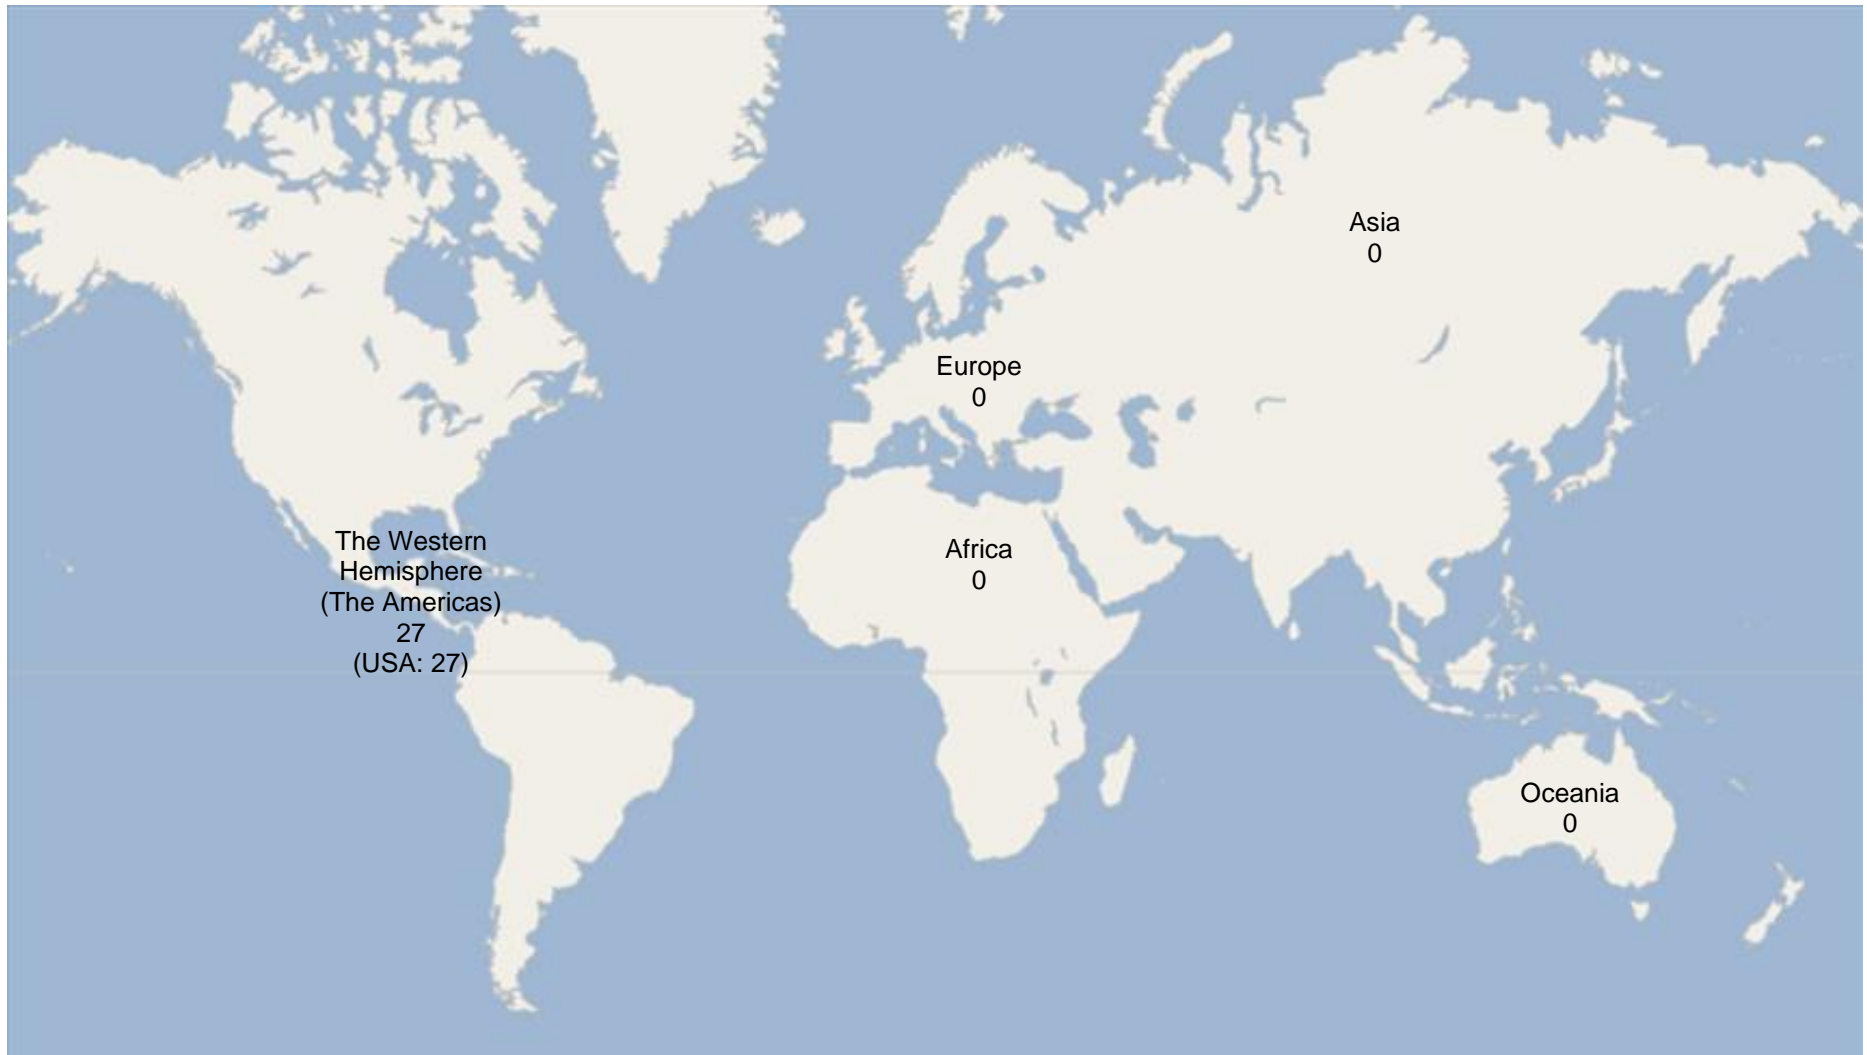 Asia
0
Europe
0
The Western
Hemisphere
(The Americas)
27
(USA: 27)
Africa
0
Oceania
0